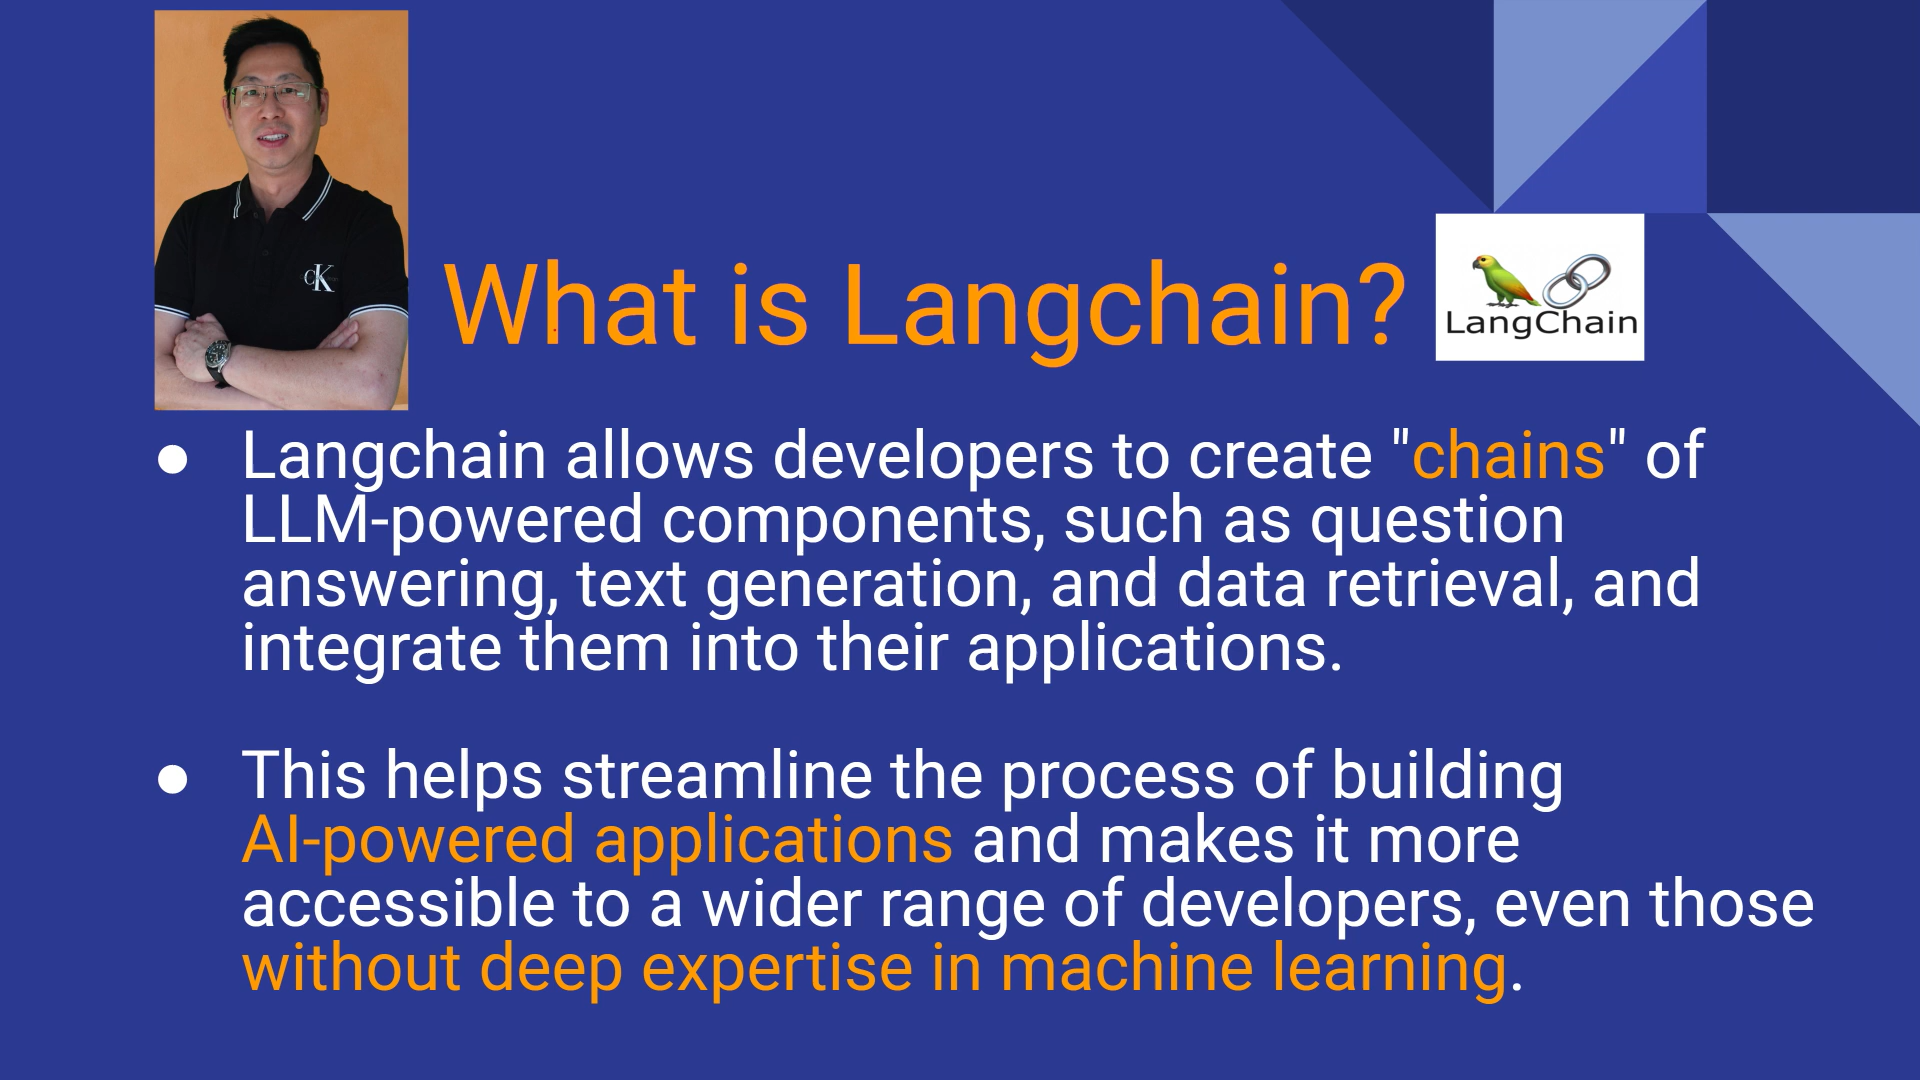 cK
What is Langchain?
LangChain
● Langchain allows developers to create "chains" of
LLM-powered components, such as question
answering, text generation, and data retrieval, and
integrate them into their applications.
● This helps streamline the process of building
AI-powered applications and makes it more
accessible to a wider range of developers, even those
without deep expertise in machine learning.